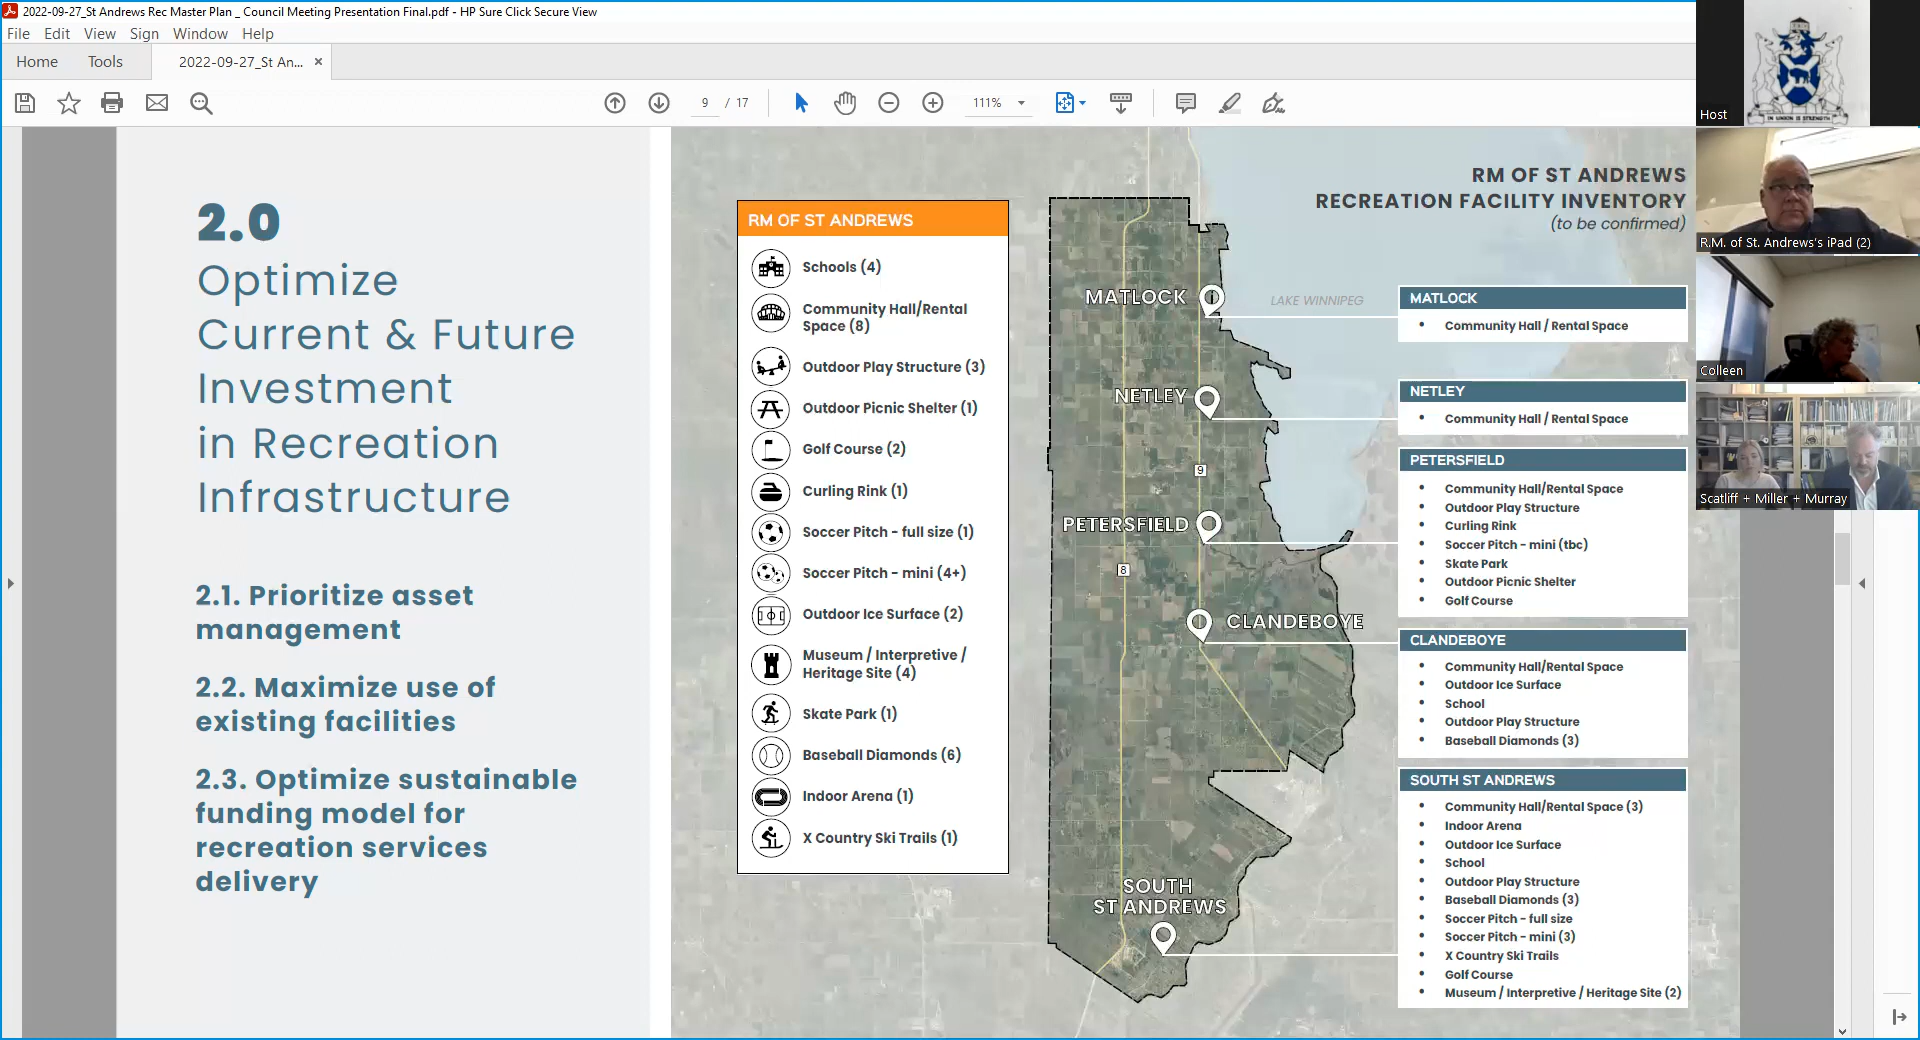 2022-09-27_St Andrews Rec Master Plan _ Council Meeting Presentation Final.pdf - HP Sure Click Secure View
File Edit View Sign Window Help
Home Tools 2022-09-27_St An... ×
9 / 17 111%
2.0
Optimize
Current & Future
Investment
in Recreation
Infrastructure
2.1. Prioritize asset
management
2.2. Maximize use of
existing facilities
2.3. Optimize sustainable
funding model for
recreation services
delivery
RM OF ST ANDREWS
Schools (4)
Community Hall/Rental
Space (8)
Outdoor Play Structure (3)
Outdoor Picnic Shelter (1)
Golf Course (2)
Curling Rink (1)
Soccer Pitch - full size (1)
Soccer Pitch - mini (4+)
Outdoor Ice Surface (2)
Museum / Interpretive /
Heritage Site (4)
Skate Park (1)
Baseball Diamonds (6)
Indoor Arena (1)
X Country Ski Trails (1)
RM OF ST ANDREWS
RECREATION FACILITY INVENTORY
(to be confirmed)
MATLOCK
LAKE WINNIPEG
NETLEY
9
PETERSFIELD
8
CLANDEBOYE
SOUTH
ST ANDREWS
MATLOCK
• Community Hall / Rental Space
NETLEY
• Community Hall / Rental Space
PETERSFIELD
• Community Hall/Rental Space
• Outdoor Play Structure
• Curling Rink
• Soccer Pitch - mini (tbc)
• Skate Park
• Outdoor Picnic Shelter
• Golf Course
CLANDEBOYE
• Community Hall/Rental Space
• Outdoor Ice Surface
• School
• Outdoor Play Structure
• Baseball Diamonds (3)
SOUTH ST ANDREWS
• Community Hall/Rental Space (3)
• Indoor Arena
• Outdoor Ice Surface
• School
• Outdoor Play Structure
• Baseball Diamonds (3)
• Soccer Pitch - full size
• Soccer Pitch - mini (3)
• X Country Ski Trails
• Golf Course
• Museum / Interpretive / Heritage Site (2)
IN UNION IS STRENGTH
Host
R.M. of St. Andrews's iPad (2)
Colleen
Scatliff + Miller + Murray